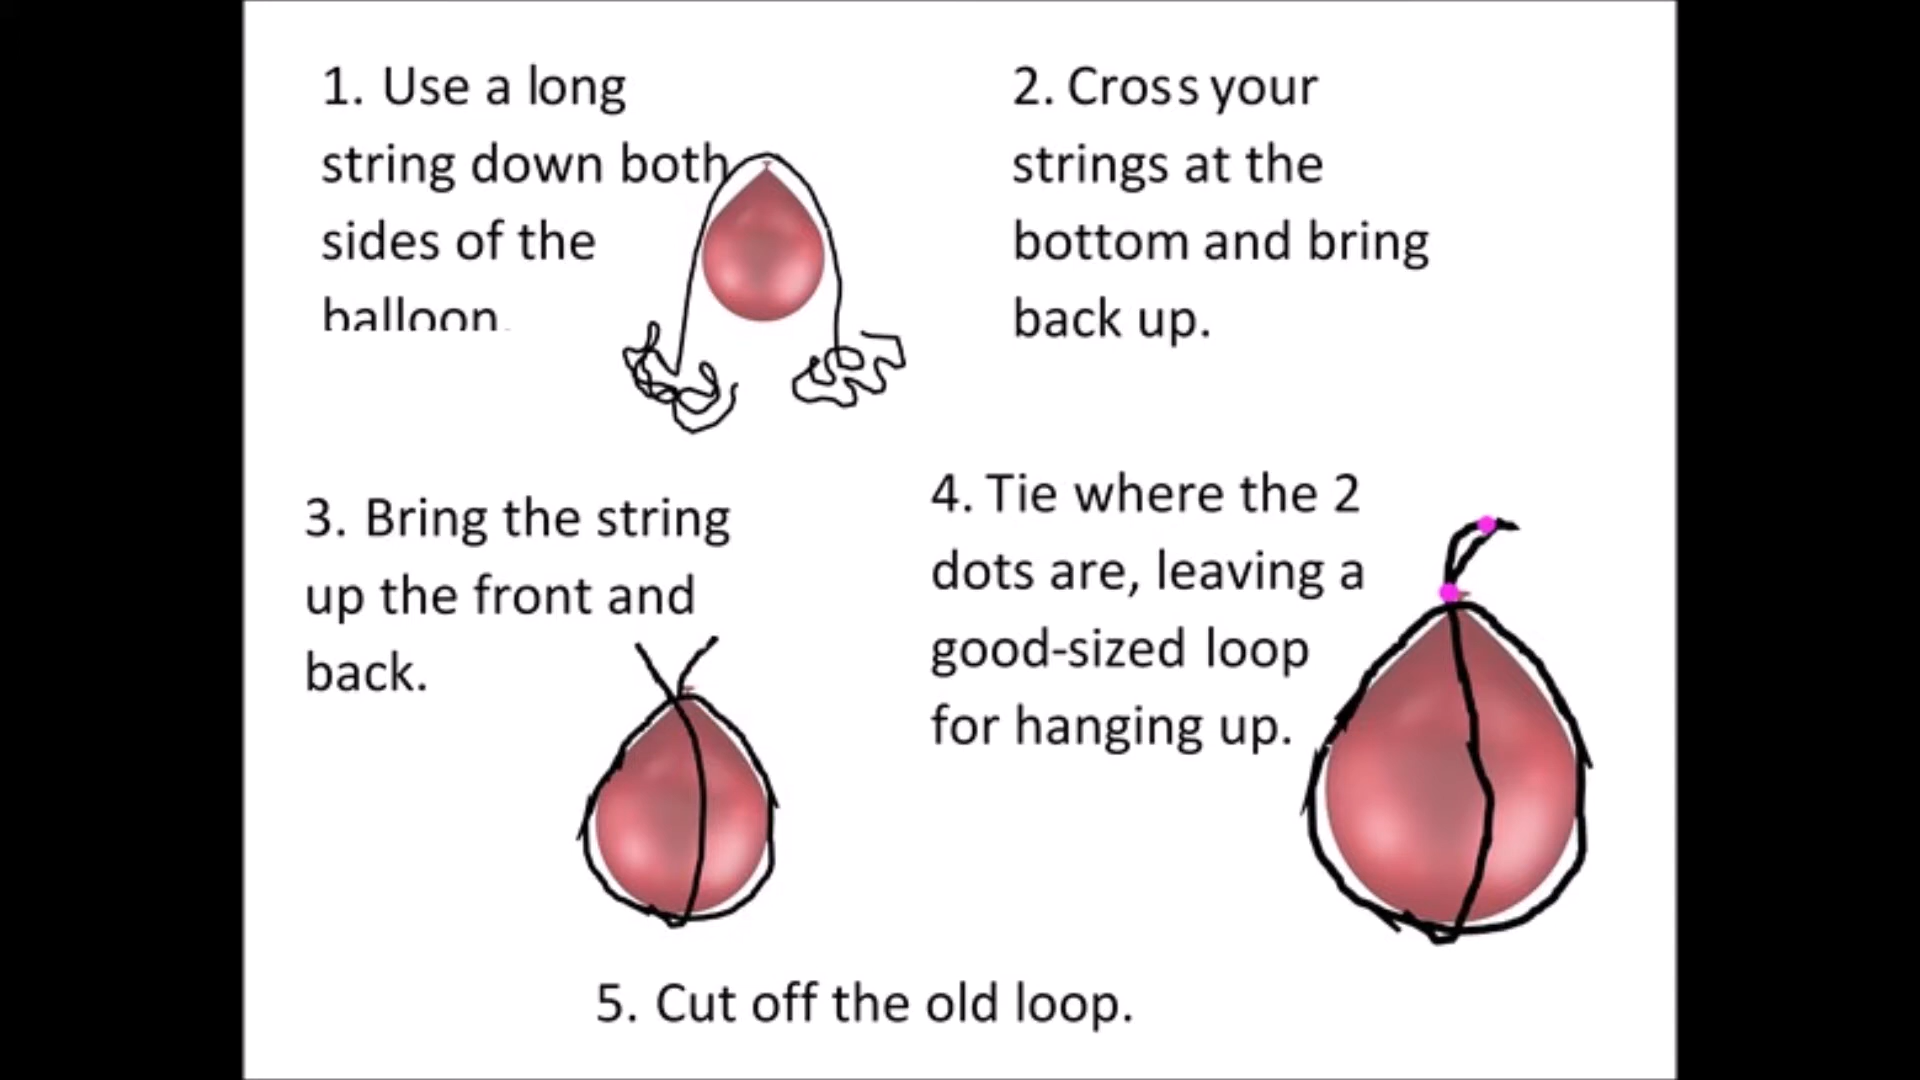 1. Use a long
string down both
sides of the
balloon.
2. Cross your
strings at the
bottom and bring
back up.
3. Bring the string
up the front and
back.
4. Tie where the 2
dots are, leaving a
good-sized loop
for hanging up.
5. Cut off the old loop.